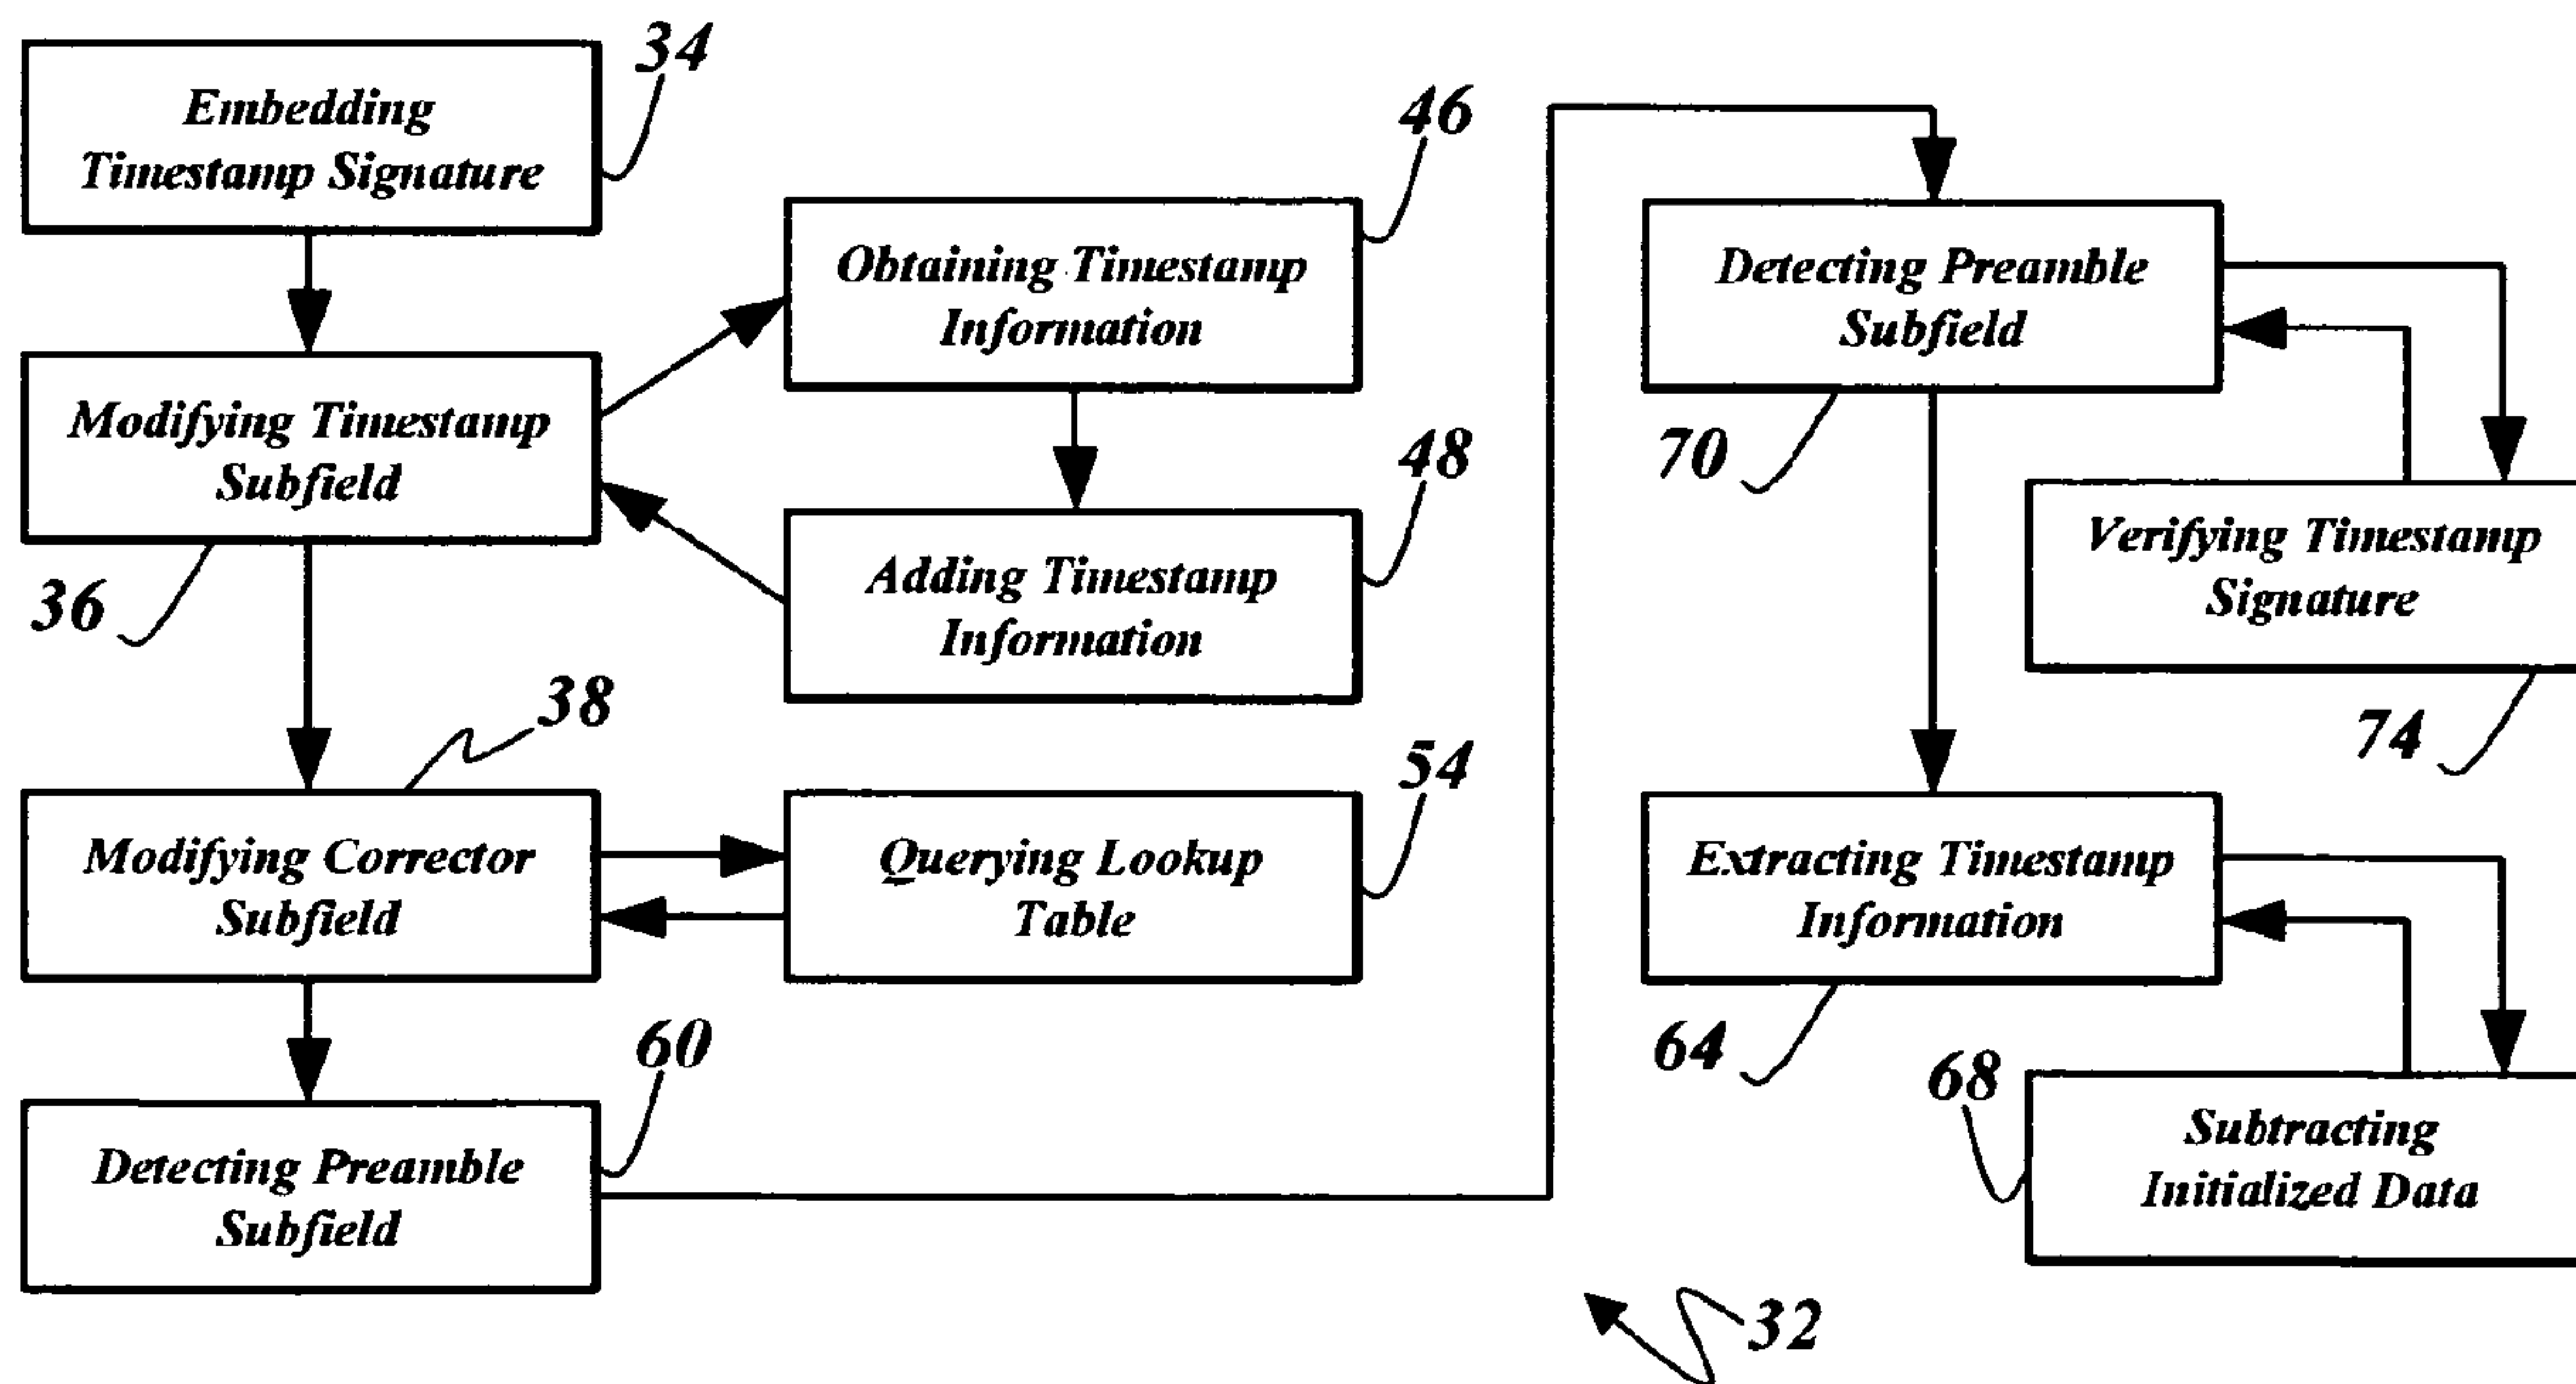 34
Embedding
Timestamp Signature
36
Modifying Timestamp
Subfield
46
Obtaining Timestamp
Information
48
Adding Timestamp
Information
38
Modifying Corrector
Subfield
54
Querying Lookup
Table
60
Detecting Preamble
Subfield
70
Detecting Preamble
Subfield
74
Verifying Timestamp
Signature
64
Extracting Timestamp
Information
68
Subtracting
Initialized Data
32